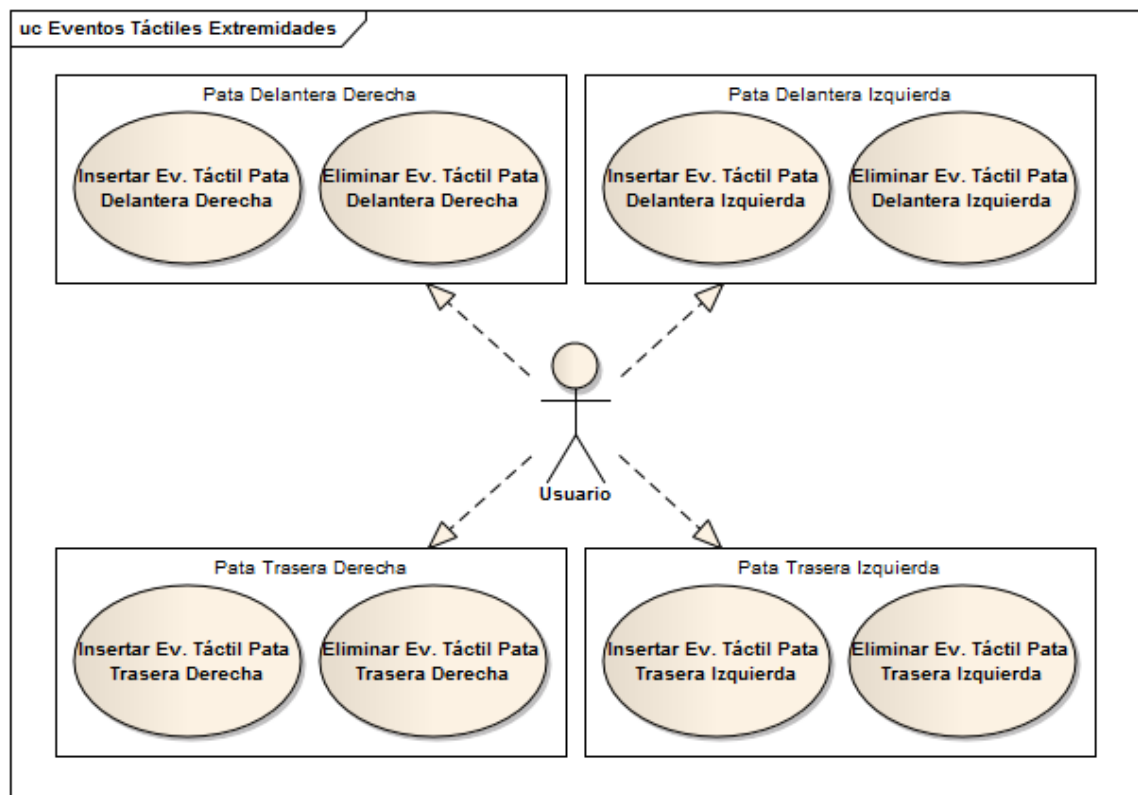 uc Eventos Táctiles Extremidades
Pata Delantera Derecha
Insertar Ev. Táctil Pata
Delantera Derecha
Eliminar Ev. Táctil Pata
Delantera Derecha
Pata Delantera Izquierda
Insertar Ev. Táctil Pata
Delantera Izquierda
Eliminar Ev. Táctil Pata
Delantera Izquierda
Usuario
Pata Trasera Derecha
Insertar Ev. Táctil Pata
Trasera Derecha
Eliminar Ev. Táctil Pata
Trasera Derecha
Pata Trasera Izquierda
Insertar Ev. Táctil Pata
Trasera Izquierda
Eliminar Ev. Táctil Pata
Trasera Izquierda